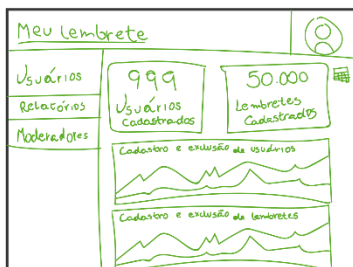 Meu lembrete
Usuários
Relatórios
Moderadores
999
Usuários
Cadastrados
50.000
Lembretes
Cadastrados
Cadastro e exclusão de usuários
Cadastro e exclusão de lembretes